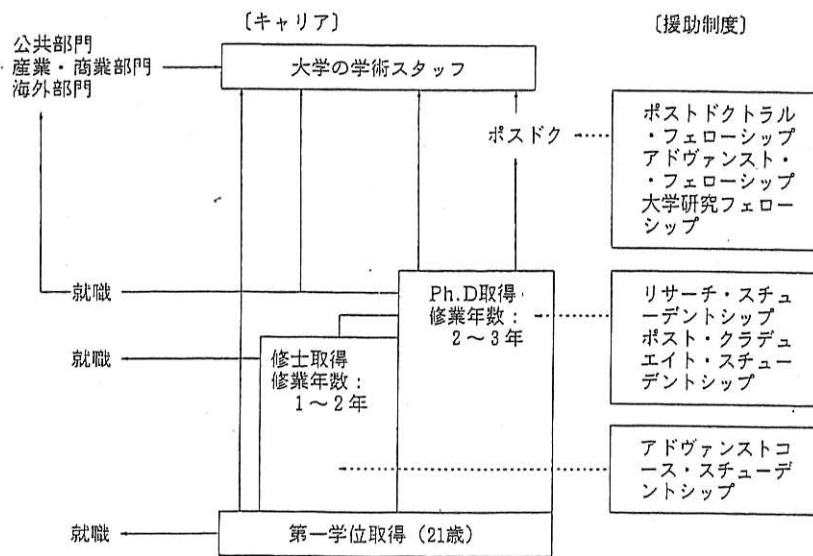 〔キャリア〕
〔援助制度〕
公共部門
産業・商業部門
海外部門
大学の学術スタッフ
ポスドク
ポストドクトラル
・フェローシップ
アドヴァンスト・
・フェローシップ
大学研究フェロー
シップ
就職
Ph.D取得
修業年数：
2～3年
リサーチ・スチュ
ーデントシップ
ポスト・クラデュ
エイト・スチュー
デントシップ
就職
修士取得
修業年数：
1～2年
アドヴァンストコ
ース・スチューデ
ントシップ
就職
第一学位取得（21歳）